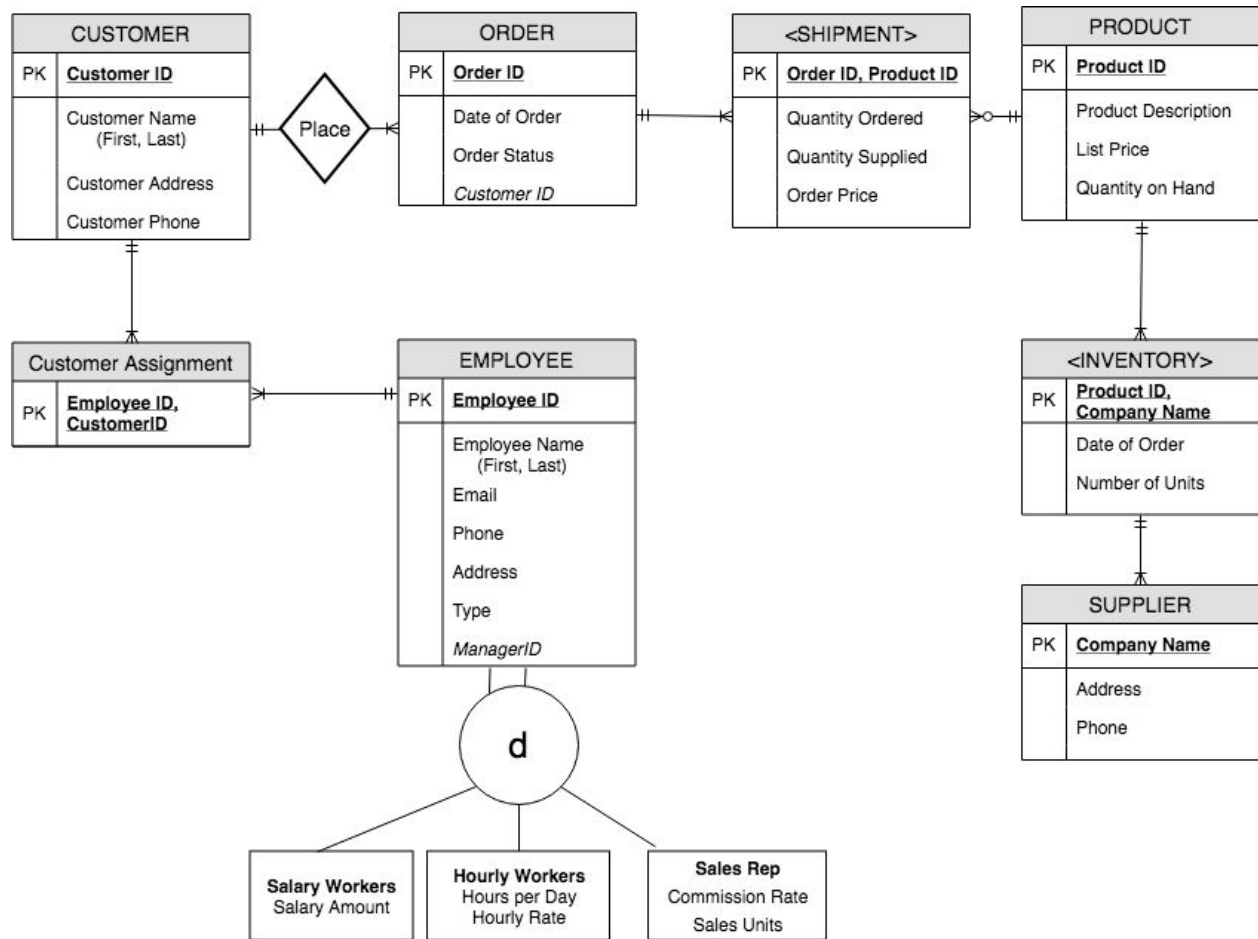 CUSTOMER
PK Customer ID
Customer Name
(First, Last)
Customer Address
Customer Phone
Place
ORDER
PK Order ID
Date of Order
Order Status
Customer ID
<SHIPMENT>
PK Order ID, Product ID
Quantity Ordered
Quantity Supplied
Order Price
PRODUCT
PK Product ID
Product Description
List Price
Quantity on Hand
Customer Assignment
PK Employee ID,
CustomerID
EMPLOYEE
PK Employee ID
Employee Name
(First, Last)
Email
Phone
Address
Type
ManagerID
<INVENTORY>
PK Product ID,
Company Name
Date of Order
Number of Units
SUPPLIER
PK Company Name
Address
Phone
d
Salary Workers
Salary Amount
Hourly Workers
Hours per Day
Hourly Rate
Sales Rep
Commission Rate
Sales Units